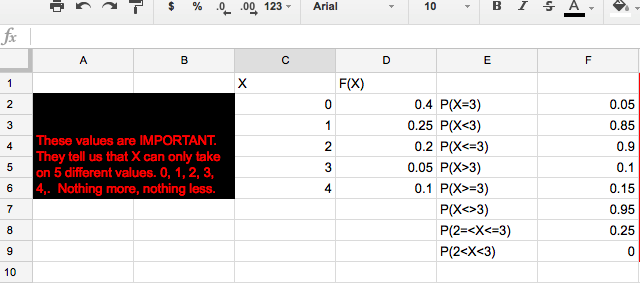 $ % .0 .00 123 Arial 10 B I S A
fx
A B C D E F
1 X F(X)
2 0 0.4 P(X=3) 0.05
3 1 0.25 P(X<3) 0.85
4 2 0.2 P(X<=3) 0.9
5 3 0.05 P(X>3) 0.1
6 4 0.1 P(X>=3) 0.15
7 P(X<>3) 0.95
8 P(2=<X<=3) 0.25
9 P(2<X<3) 0
10
These values are IMPORTANT.
They tell us that X can only take
on 5 different values. 0, 1, 2, 3,
4,. Nothing more, nothing less.